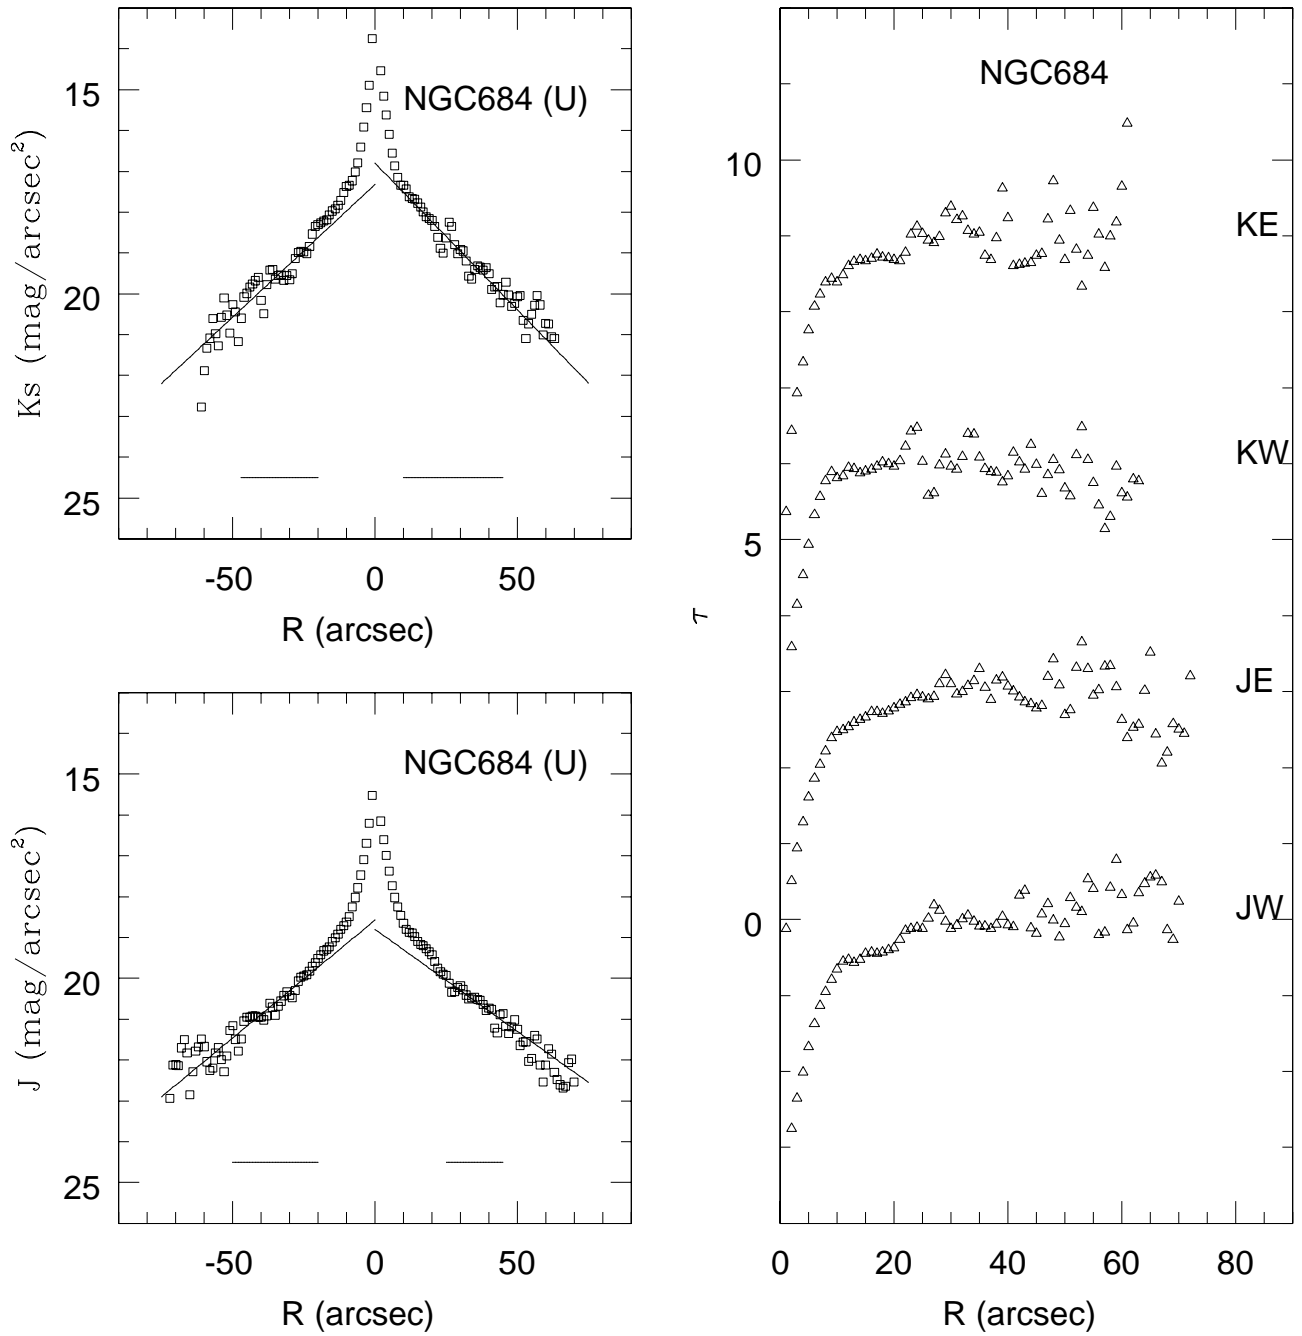 NGC684 (U)
15
20
25
Ks (mag/arcsec²)
-50 0 50
R (arcsec)
NGC684 (U)
15
20
25
J (mag/arcsec²)
-50 0 50
R (arcsec)
NGC684
10
5
0
τ
KE
KW
JE
JW
0 20 40 60 80
R (arcsec)